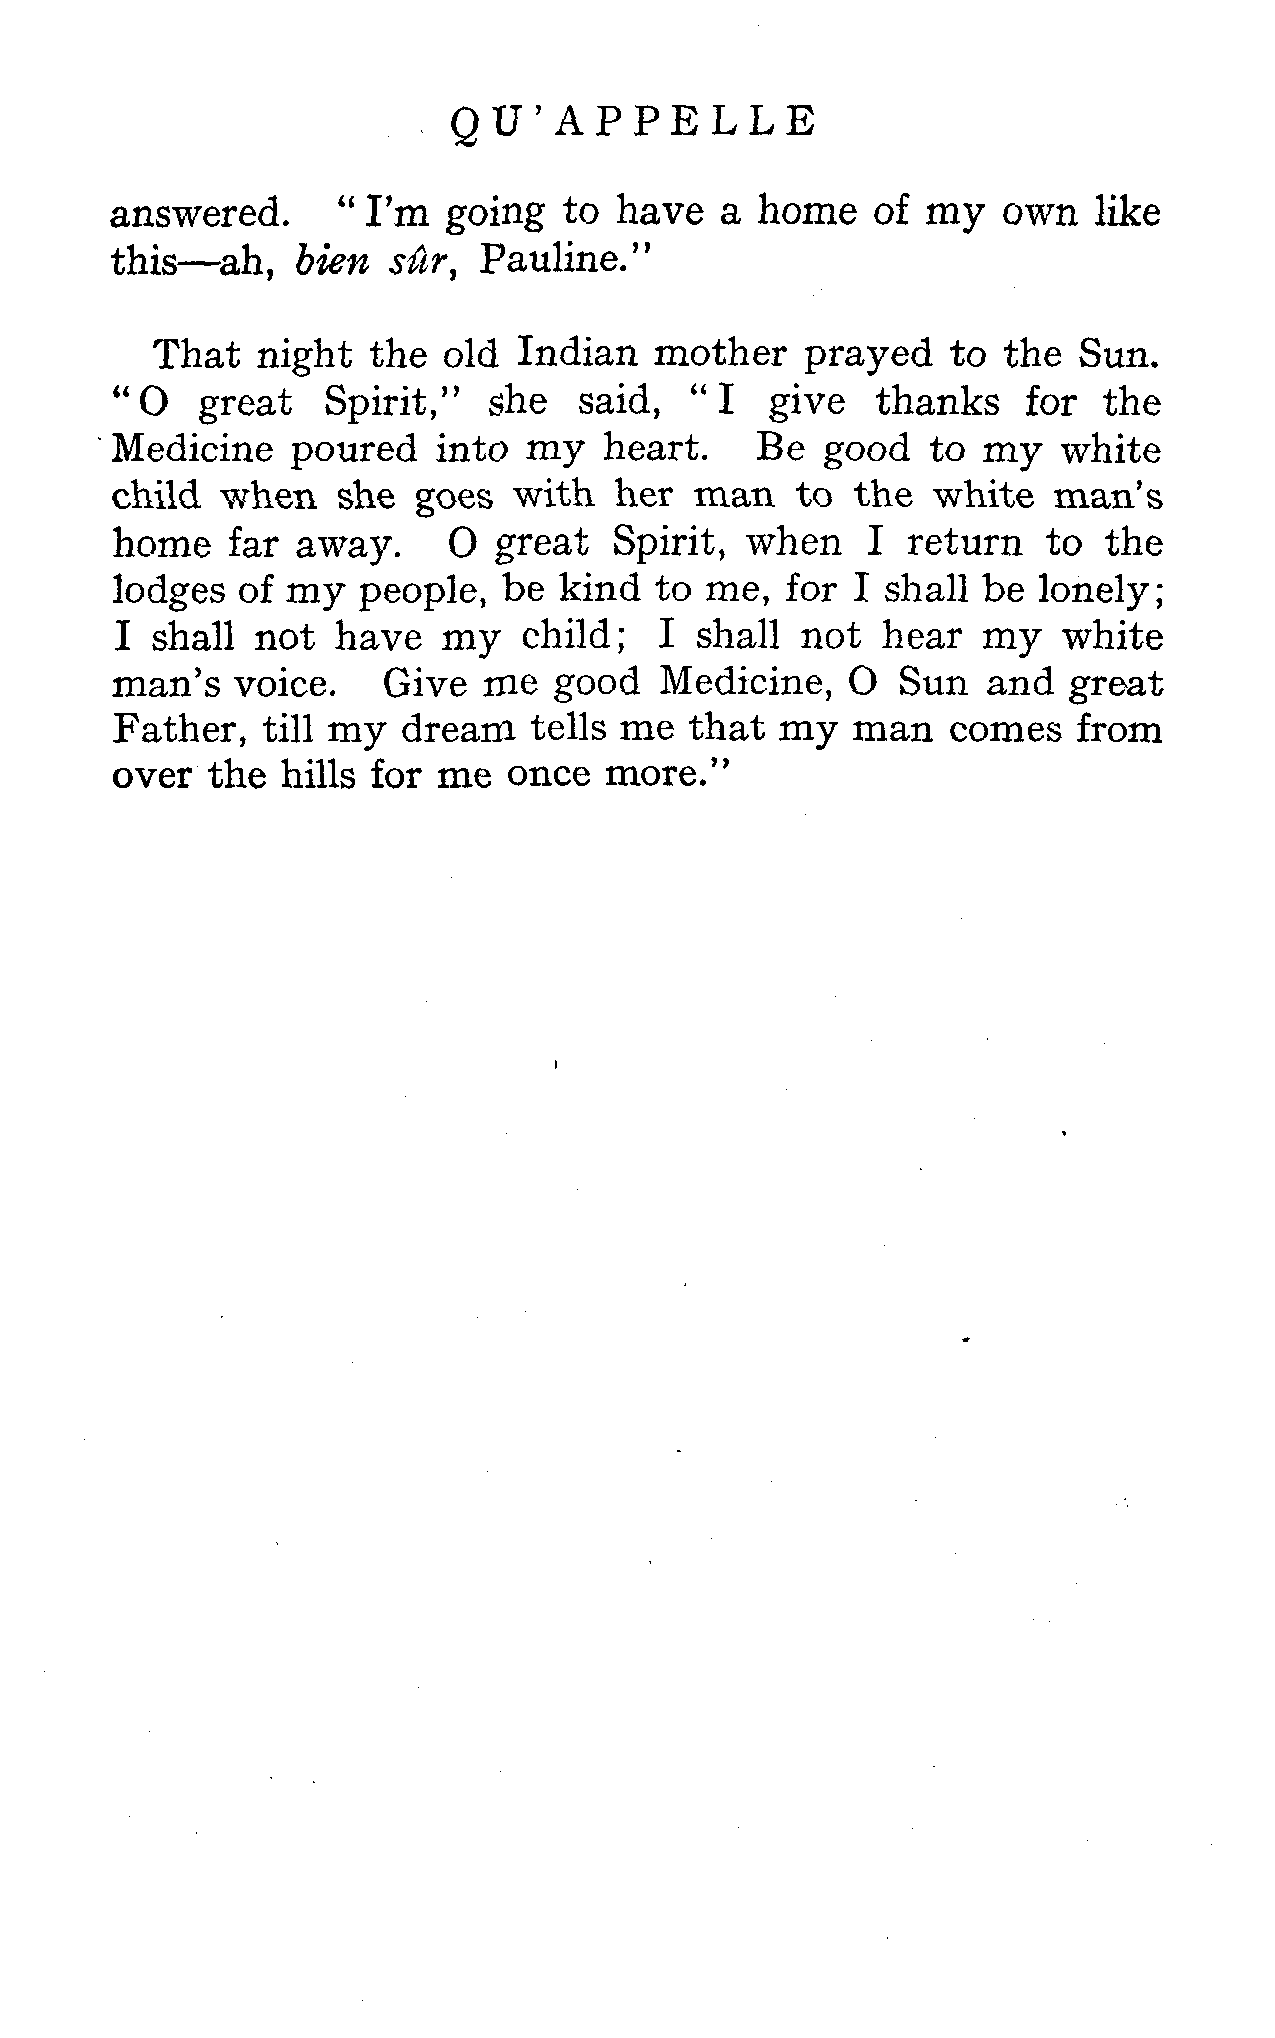 QU'APPELLE
answered. "I'm going to have a home of my own like
this—ah, bien sûr, Pauline."
That night the old Indian mother prayed to the Sun.
"O great Spirit," she said, "I give thanks for the
Medicine poured into my heart. Be good to my white
child when she goes with her man to the white man's
home far away. O great Spirit, when I return to the
lodges of my people, be kind to me, for I shall be lonely;
I shall not have my child; I shall not hear my white
man's voice. Give me good Medicine, O Sun and great
Father, till my dream tells me that my man comes from
over the hills for me once more."